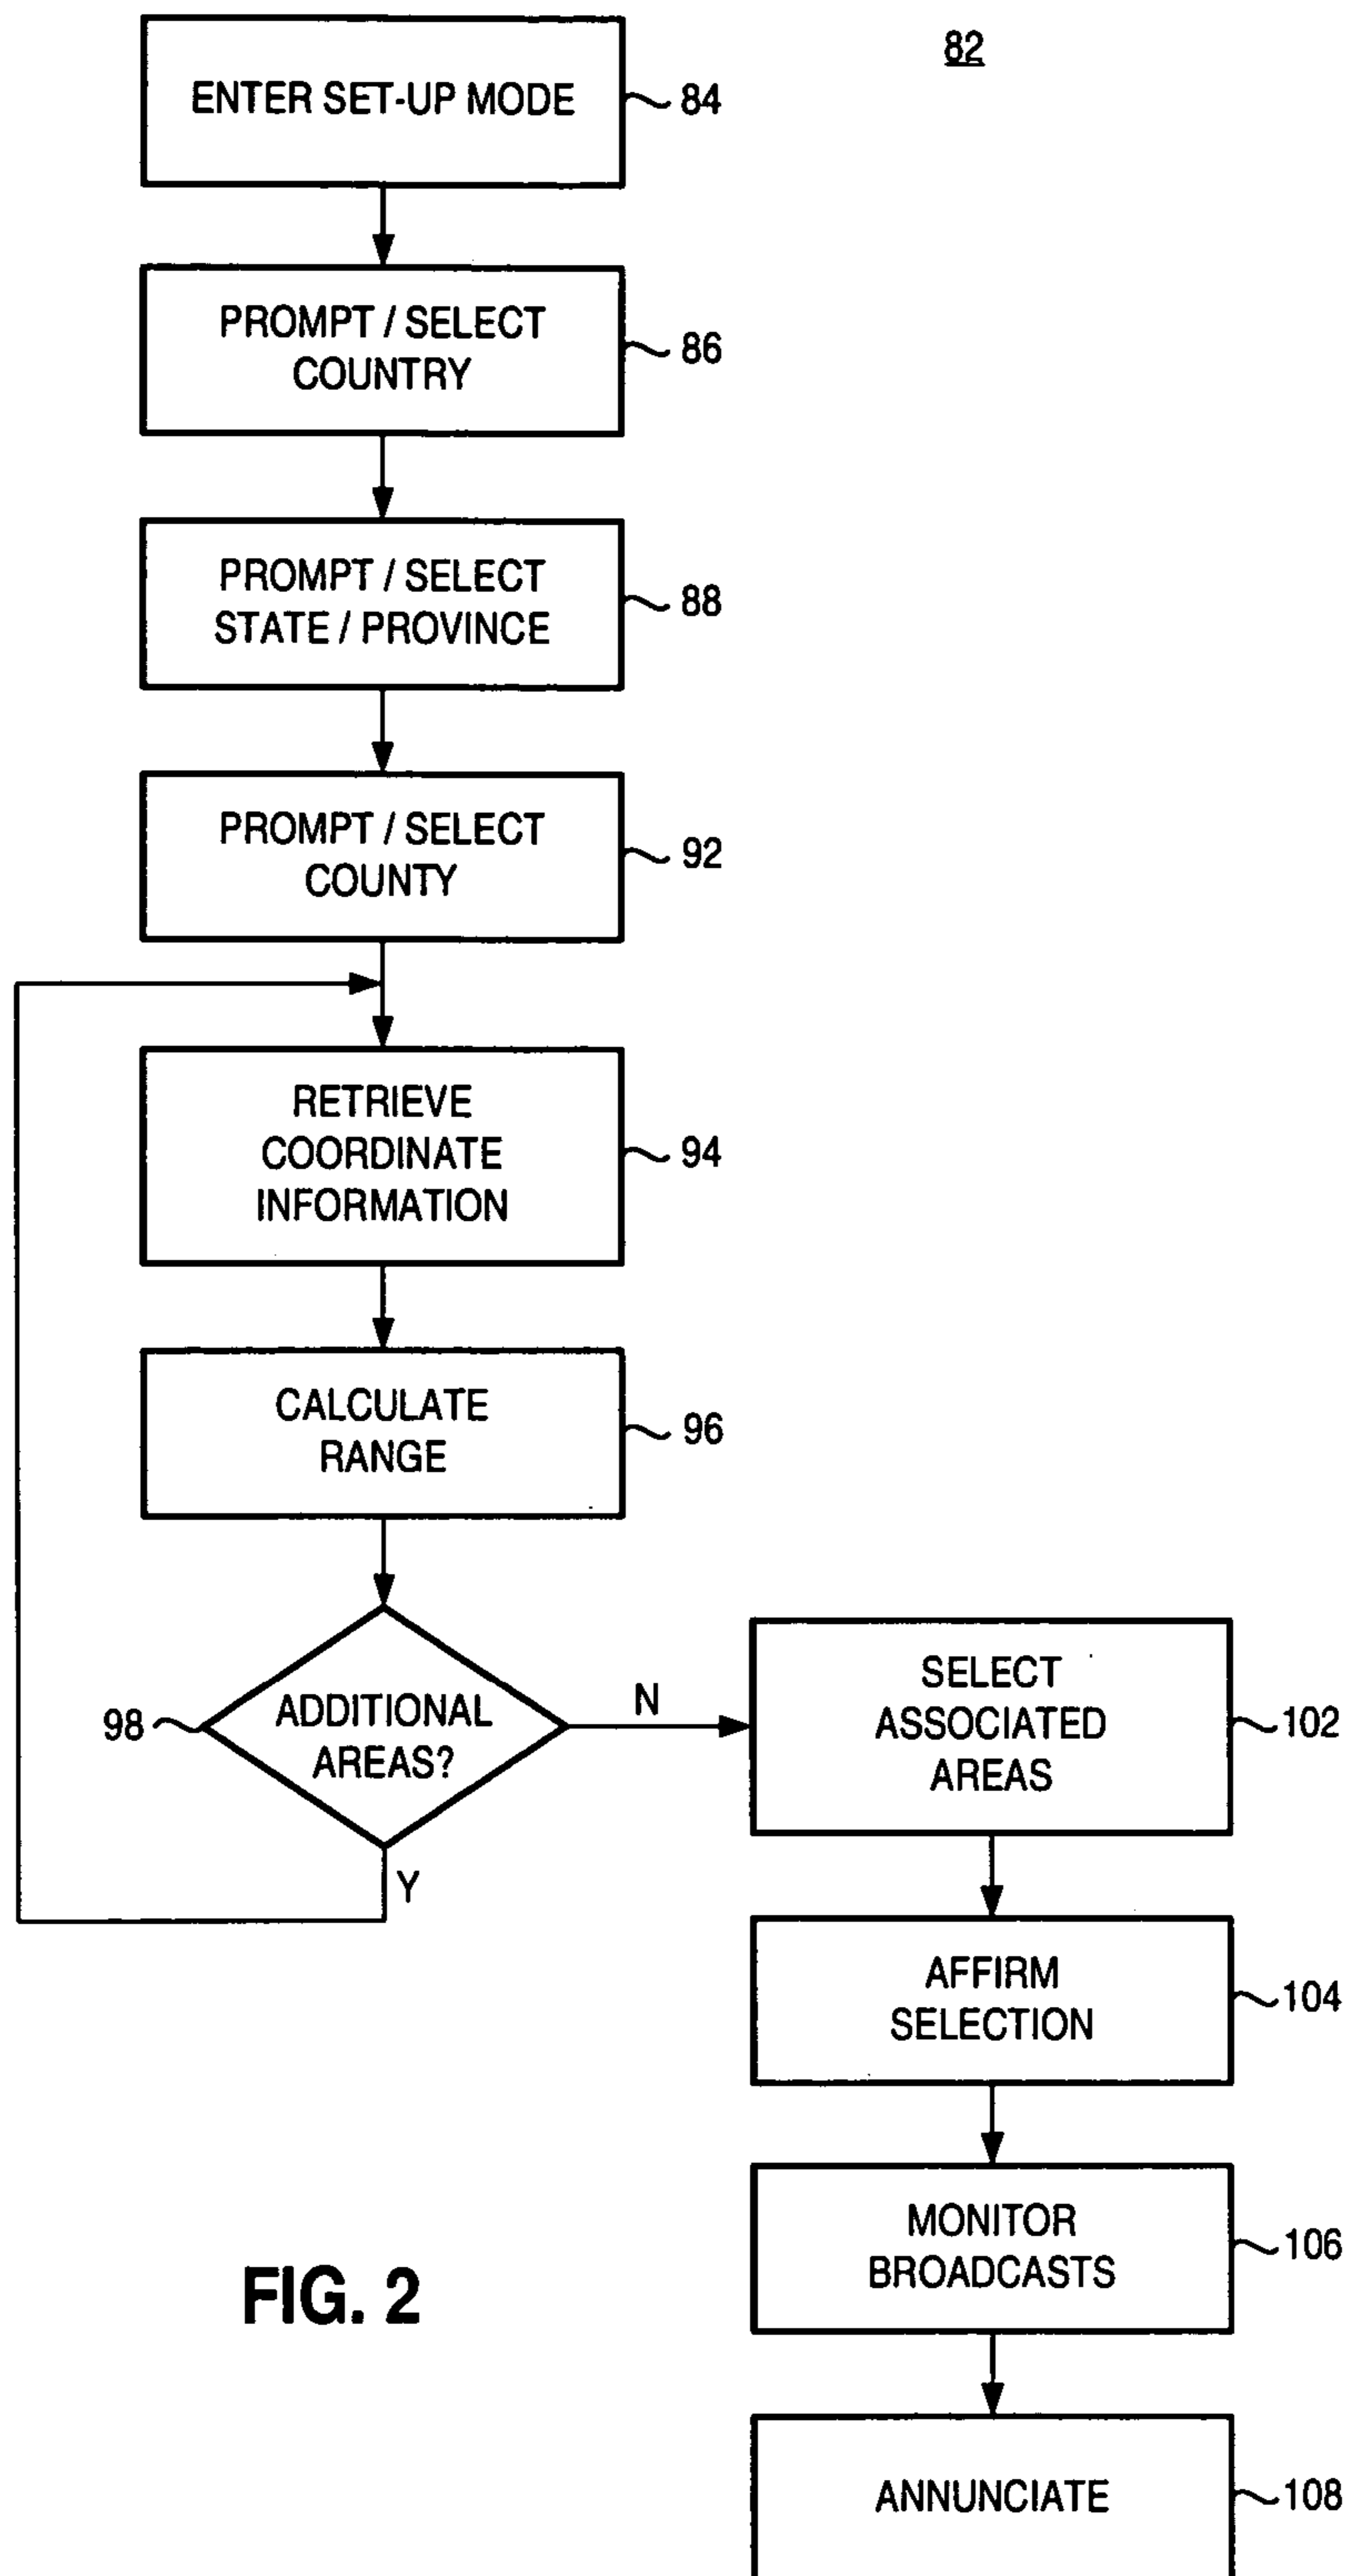 82
ENTER SET-UP MODE
84
PROMPT / SELECT
COUNTRY
86
PROMPT / SELECT
STATE / PROVINCE
88
PROMPT / SELECT
COUNTY
92
RETRIEVE
COORDINATE
INFORMATION
94
CALCULATE
RANGE
96
98
ADDITIONAL
AREAS?
N
Y
SELECT
ASSOCIATED
AREAS
102
AFFIRM
SELECTION
104
MONITOR
BROADCASTS
106
ANNUNCIATE
108
FIG. 2